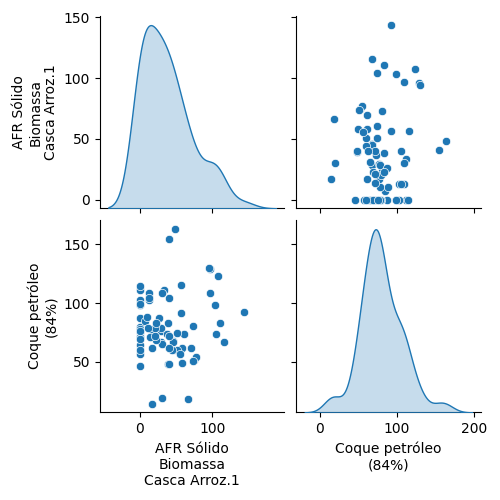 150
100
50
0
AFR Sólido
Biomassa
Casca Arroz.1
150
100
50
Coque petróleo
(84%)
0
100
0
100
200
AFR Sólido
Biomassa
Casca Arroz.1
Coque petróleo
(84%)